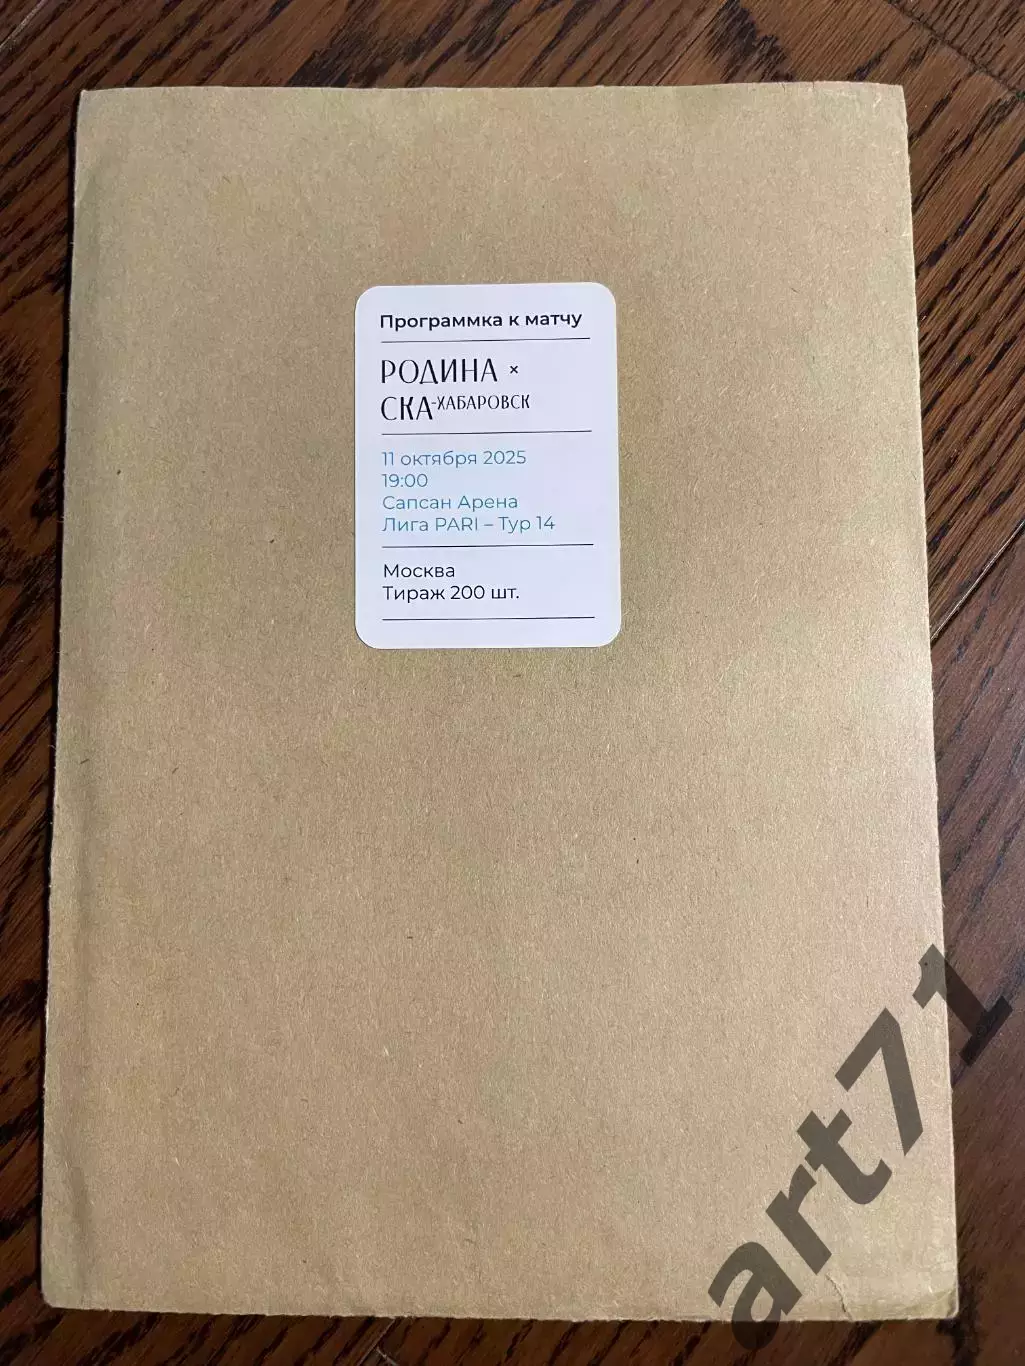 Программка к матчу
РОДИНА ×
СКА-ХАБАРОВСК
11 октября 2025
19:00
Сапсан Арена
Лига PARI – Тур 14
Москва
Тираж 200 шт.
art71